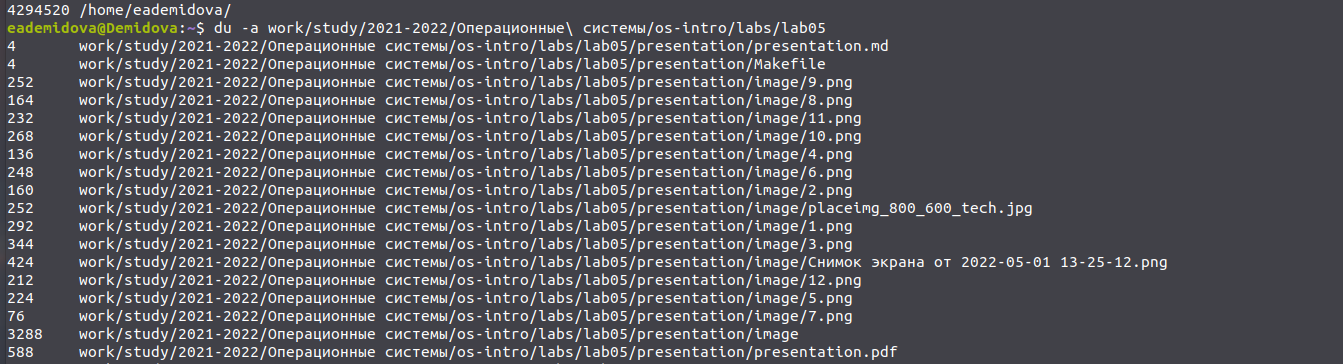 4294520 /home/eademidova/
eademidova@Demidova:~$ du -a work/study/2021-2022/Операционные\ системы/os-intro/labs/lab05
4 work/study/2021-2022/Операционные системы/os-intro/labs/lab05/presentation/presentation.md
4 work/study/2021-2022/Операционные системы/os-intro/labs/lab05/presentation/Makefile
252 work/study/2021-2022/Операционные системы/os-intro/labs/lab05/presentation/image/9.png
164 work/study/2021-2022/Операционные системы/os-intro/labs/lab05/presentation/image/8.png
232 work/study/2021-2022/Операционные системы/os-intro/labs/lab05/presentation/image/11.png
268 work/study/2021-2022/Операционные системы/os-intro/labs/lab05/presentation/image/10.png
136 work/study/2021-2022/Операционные системы/os-intro/labs/lab05/presentation/image/4.png
248 work/study/2021-2022/Операционные системы/os-intro/labs/lab05/presentation/image/6.png
160 work/study/2021-2022/Операционные системы/os-intro/labs/lab05/presentation/image/2.png
252 work/study/2021-2022/Операционные системы/os-intro/labs/lab05/presentation/image/placeimg_800_600_tech.jpg
292 work/study/2021-2022/Операционные системы/os-intro/labs/lab05/presentation/image/1.png
344 work/study/2021-2022/Операционные системы/os-intro/labs/lab05/presentation/image/3.png
424 work/study/2021-2022/Операционные системы/os-intro/labs/lab05/presentation/image/Снимок экрана от 2022-05-01 13-25-12.png
212 work/study/2021-2022/Операционные системы/os-intro/labs/lab05/presentation/image/12.png
224 work/study/2021-2022/Операционные системы/os-intro/labs/lab05/presentation/image/5.png
76 work/study/2021-2022/Операционные системы/os-intro/labs/lab05/presentation/image/7.png
3288 work/study/2021-2022/Операционные системы/os-intro/labs/lab05/presentation/image
588 work/study/2021-2022/Операционные системы/os-intro/labs/lab05/presentation/presentation.pdf